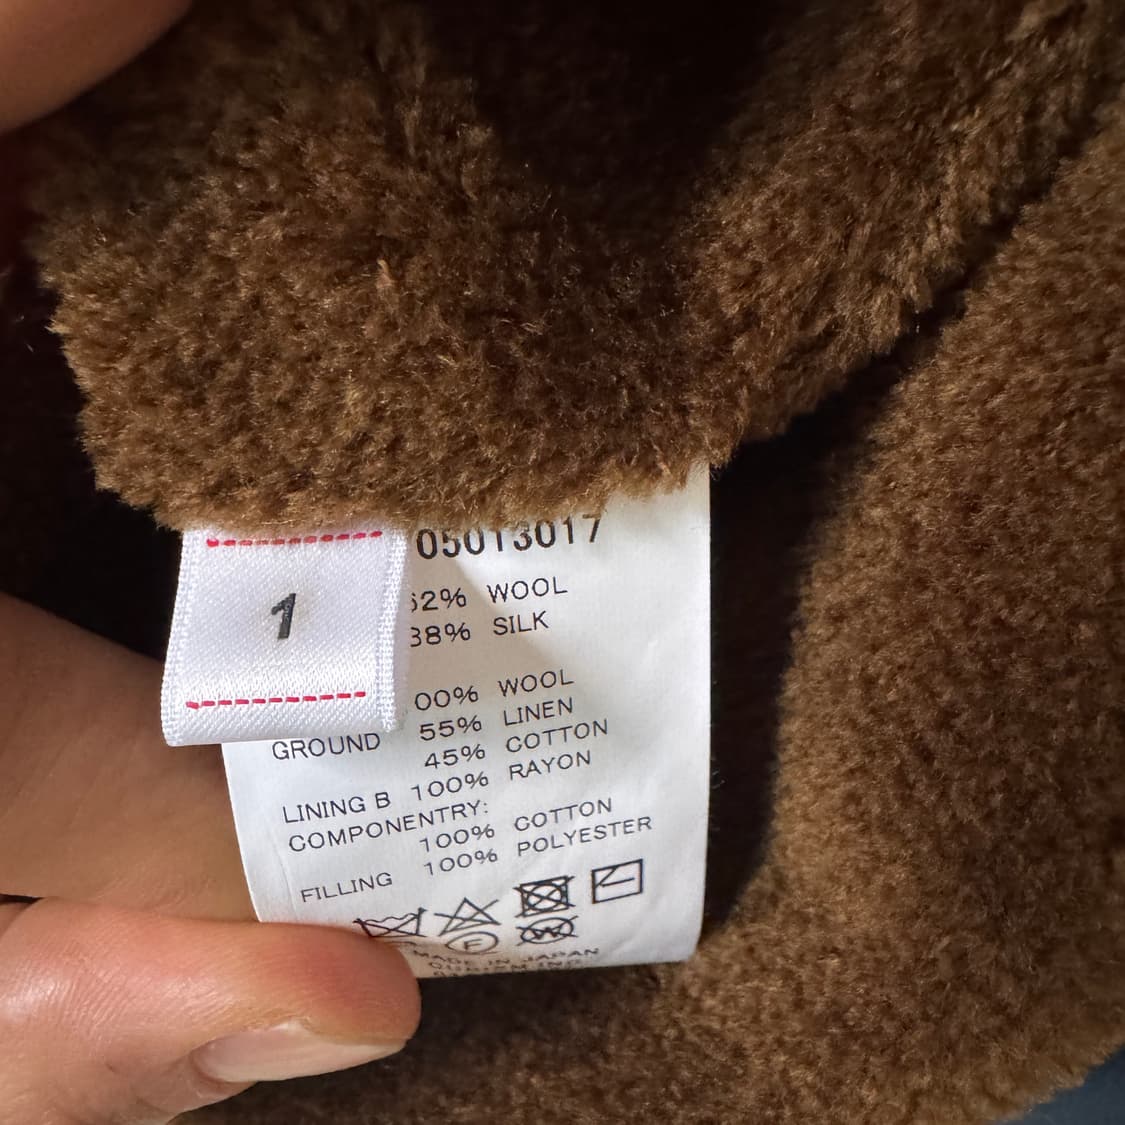 1
05013017
62% WOOL
38% SILK
00% WOOL
GROUND 55% LINEN
45% COTTON
LINING B 100% RAYON
COMPONENTRY:
100% COTTON
FILLING 100% POLYESTER
F
W
MADE IN JAPAN